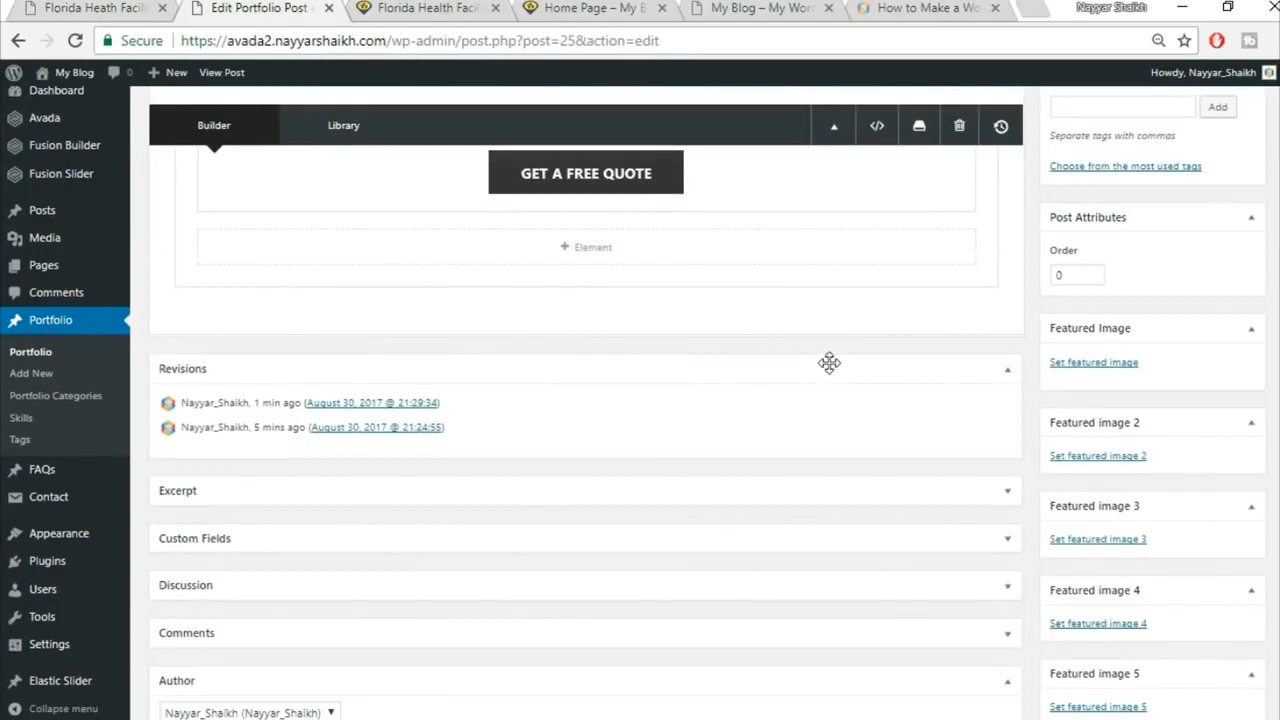 Florida Heath Facili
Edit Portfolio Post
Florida Health Facil
Home Page – My B
My Blog – My Wor
How to Make a Wo
Nayyar Shaikh
Secure
https://avada2.nayyarshaikh.com/wp-admin/post.php?post=25&action=edit
My Blog
0
New
View Post
Howdy, Nayyar_Shaikh
Dashboard
Avada
Fusion Builder
Fusion Slider
Posts
Media
Pages
Comments
Portfolio
Portfolio
Add New
Portfolio Categories
Skills
Tags
FAQs
Contact
Appearance
Plugins
Users
Tools
Settings
Elastic Slider
Collapse menu
Builder
Library
GET A FREE QUOTE
+ Element
Revisions
Nayyar_Shaikh, 1 min ago (August 30, 2017 @ 21:29:34)
Nayyar_Shaikh, 5 mins ago (August 30, 2017 @ 21:24:55)
Excerpt
Custom Fields
Discussion
Comments
Author
Nayyar_Shaikh (Nayyar_Shaikh)
Add
Separate tags with commas
Choose from the most used tags
Post Attributes
Order
0
Featured Image
Set featured image
Featured image 2
Set featured image 2
Featured image 3
Set featured image 3
Featured image 4
Set featured image 4
Featured image 5
Set featured image 5